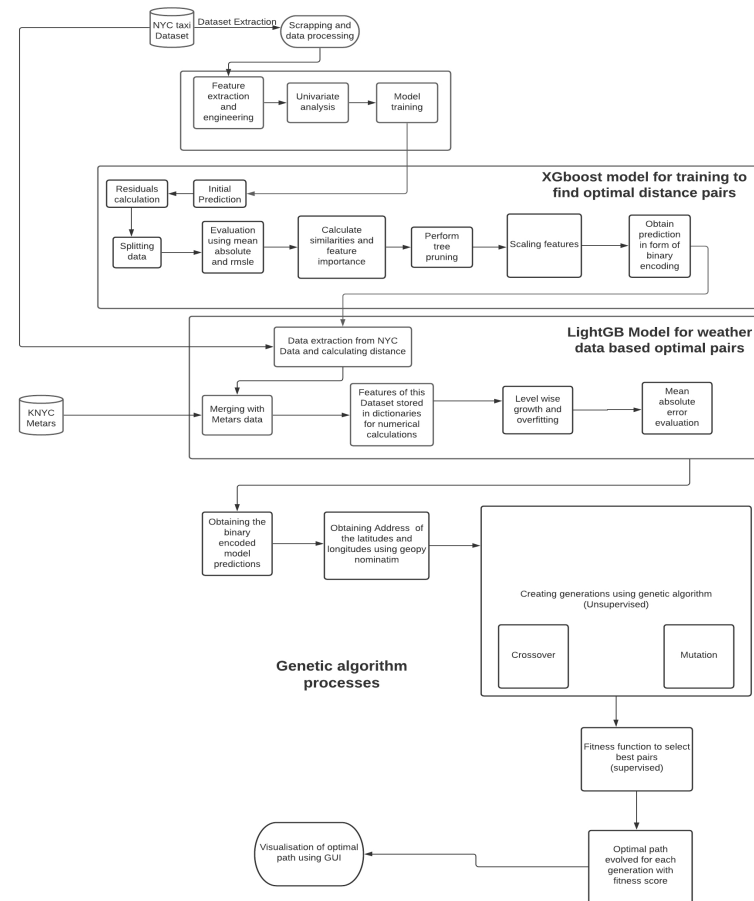 NYC taxi
Dataset
Dataset Extraction
Scrapping and
data processing
Feature
extraction
and
engineering
Univariate
analysis
Model
training
XGboost model for training to
find optimal distance pairs
Residuals
calculation
Initial
Prediction
Splitting
data
Evaluation
using mean
absolute
and rmsle
Calculate
similarities and
feature
importance
Perform
tree
pruning
Scaling features
Obtain
prediction
in form of
binary
encoding
LightGB Model for weather
data based optimal pairs
Data extraction from NYC
Data and calculating distance
KNYC
Metars
Merging with
Metars data
Features of this
Dataset stored
in dictionaries
for numerical
calculations
Level wise
growth and
overfitting
Mean
absolute
error
evaluation
Obtaining the
binary
encoded
model
predictions
Obtaining Address of
the latitudes and
longitudes using geopy
nominatim
Creating generations using genetic algorithm
(Unsupervised)
Crossover
Mutation
Genetic algorithm
processes
Fitness function to select
best pairs
(supervised)
Visualisation of optimal
path using GUI
Optimal path
evolved for each
generation with
fitness score